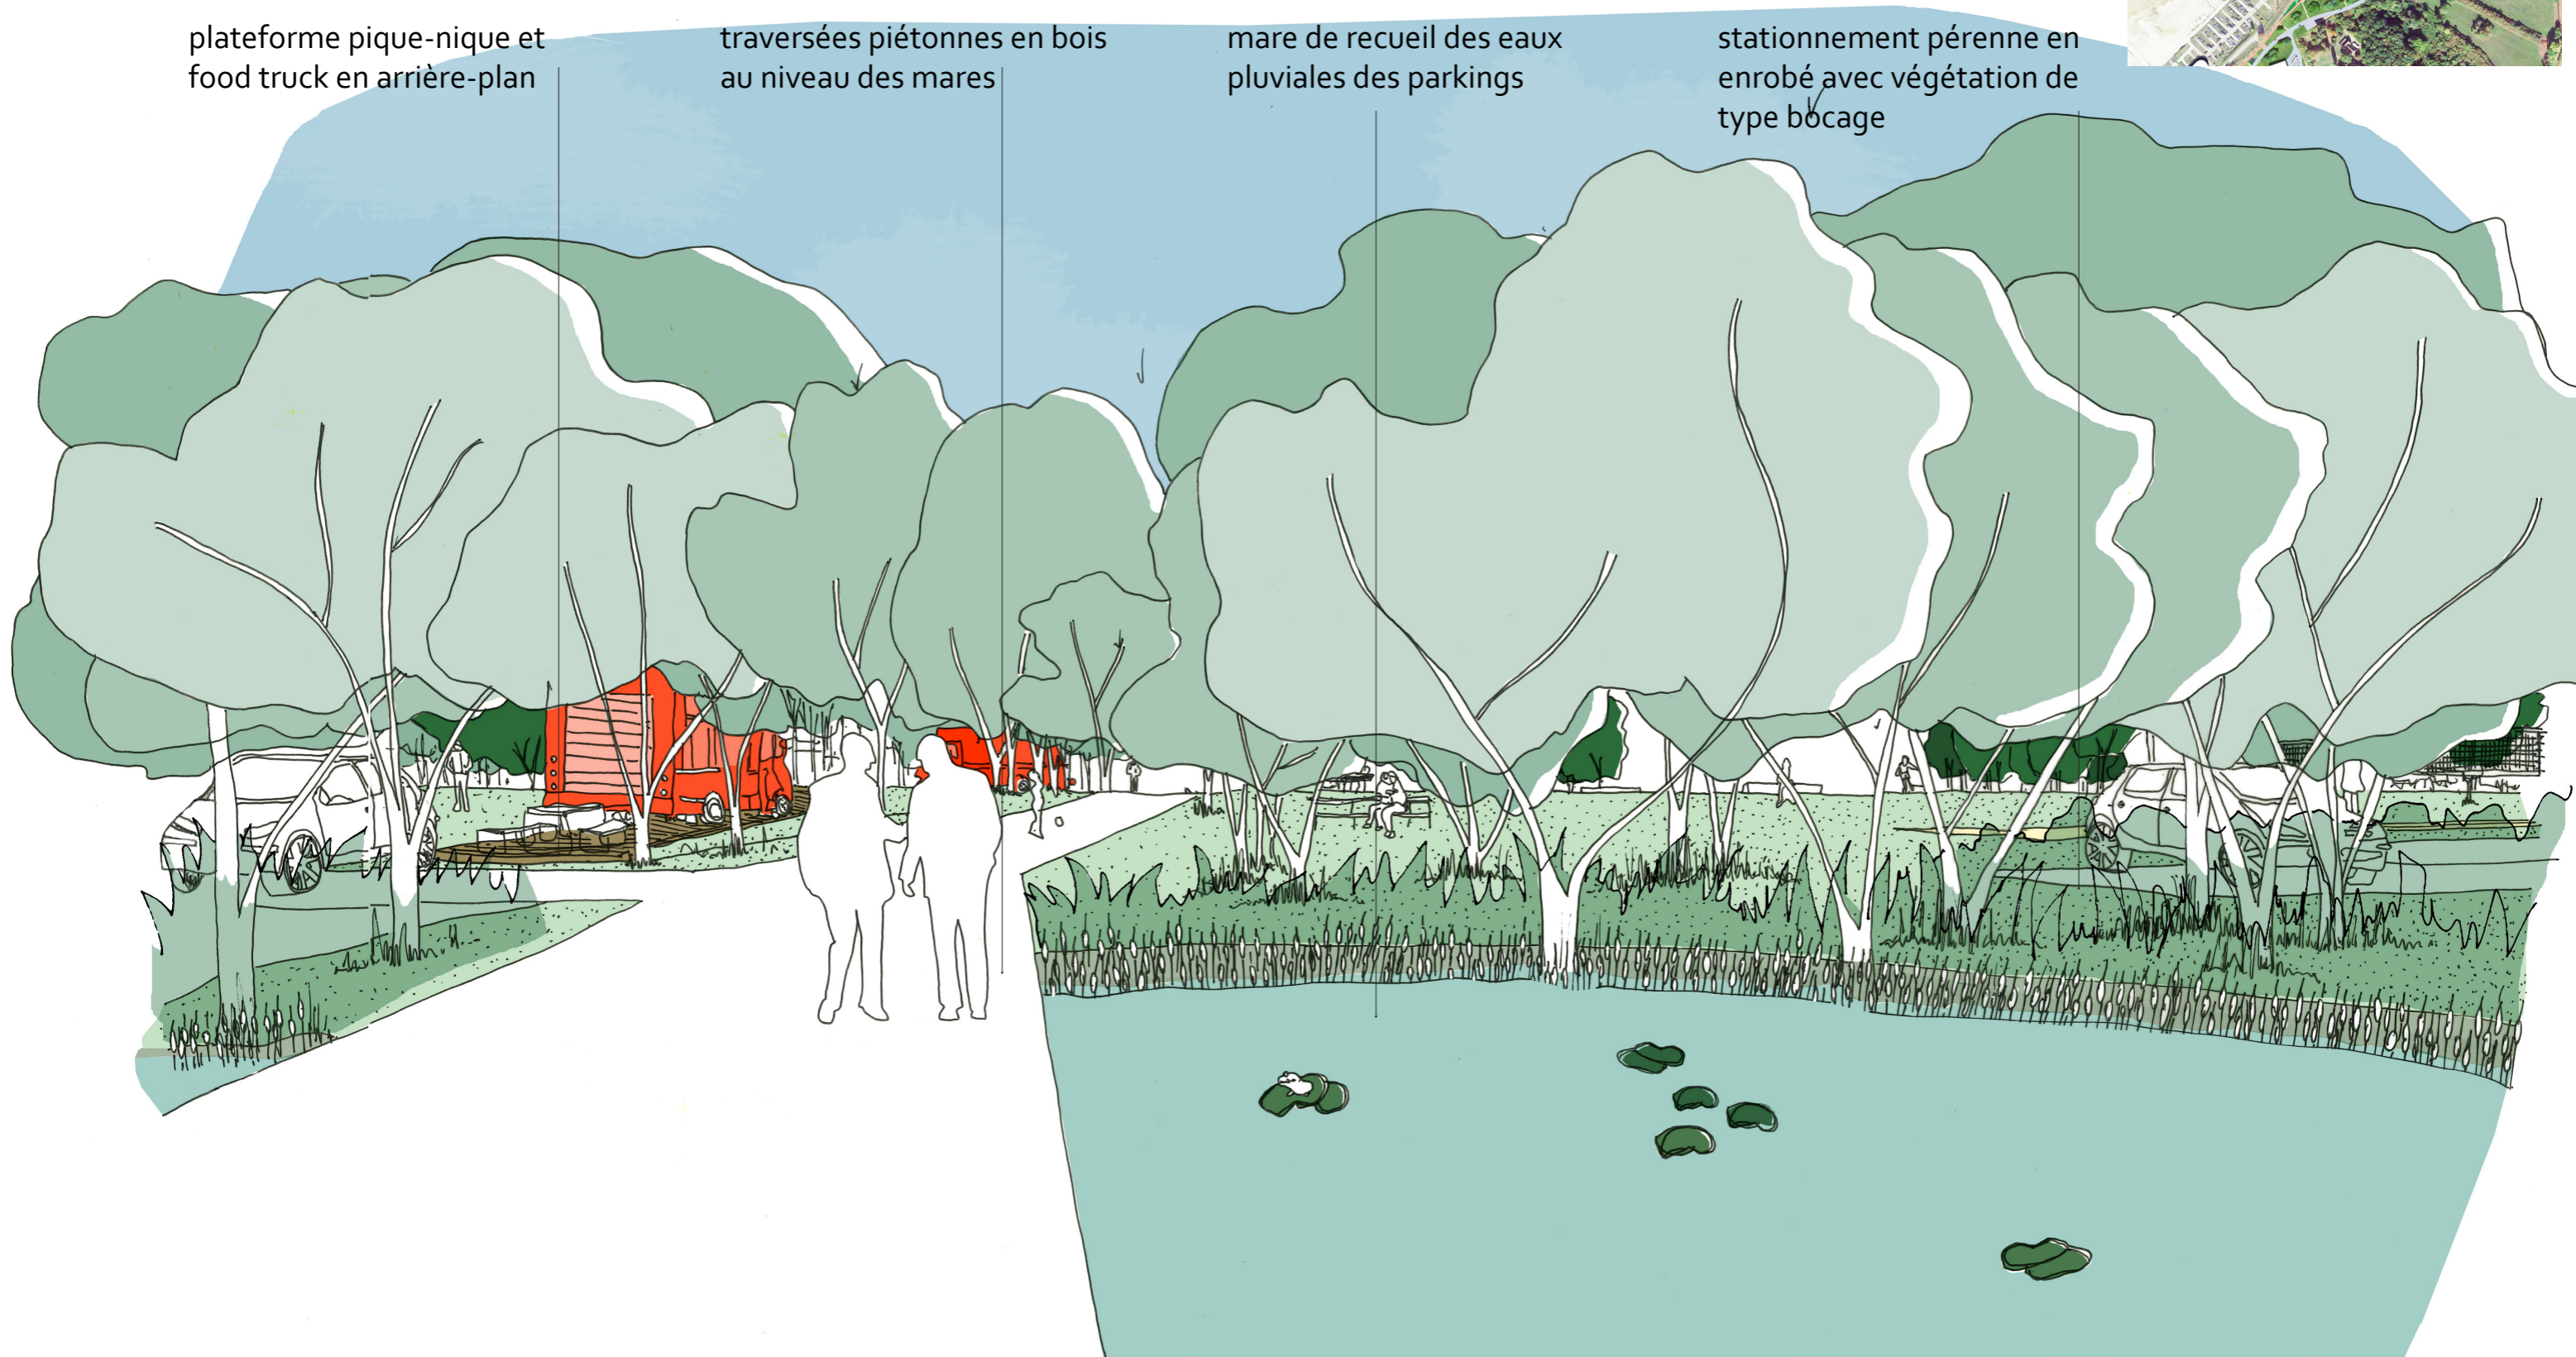 plateforme pique-nique et
food truck en arrière-plan
traversées piétonnes en bois
au niveau des mares
mare de recueil des eaux
pluviales des parkings
stationnement pérenne en
enrobé avec végétation de
type bocage